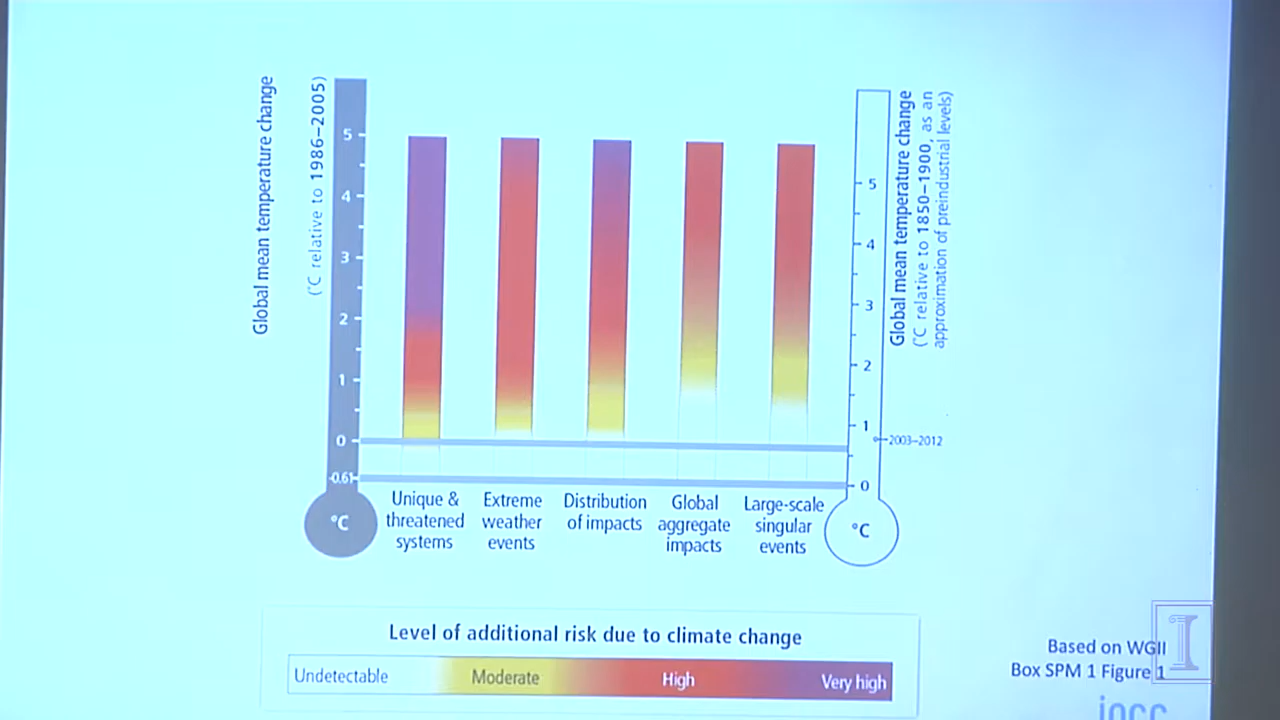 Global mean temperature change
(°C relative to 1986–2005)
5
4
3
2
1
0
-0.61
°C
Unique &
threatened
systems
Extreme
weather
events
Distribution
of impacts
Global
aggregate
impacts
Large-scale
singular
events
5
4
3
2
1
0
2003–2012
°C
Global mean temperature change
(°C relative to 1850–1900, as an
approximation of preindustrial levels)
Level of additional risk due to climate change
Undetectable
Moderate
High
Very high
Based on WGII
Box SPM 1 Figure 1
I
ipcc